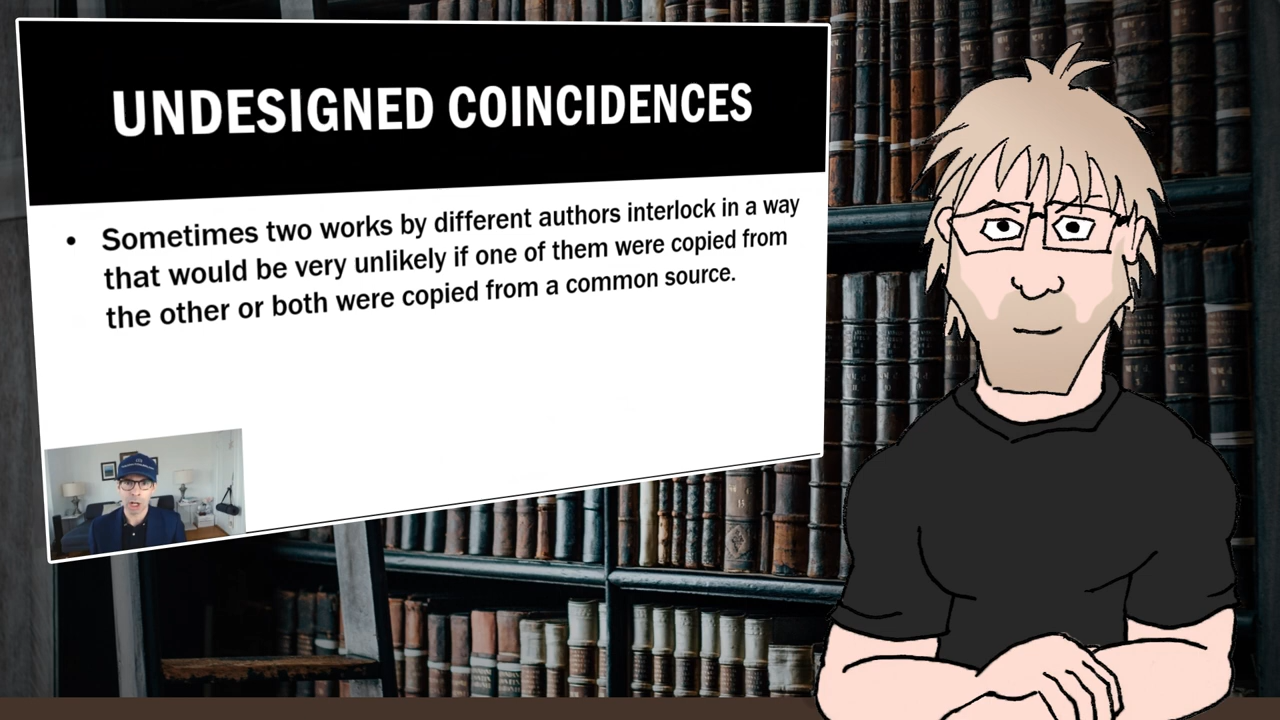 UNDESIGNED COINCIDENCES
• Sometimes two works by different authors interlock in a way
that would be very unlikely if one of them were copied from
the other or both were copied from a common source.